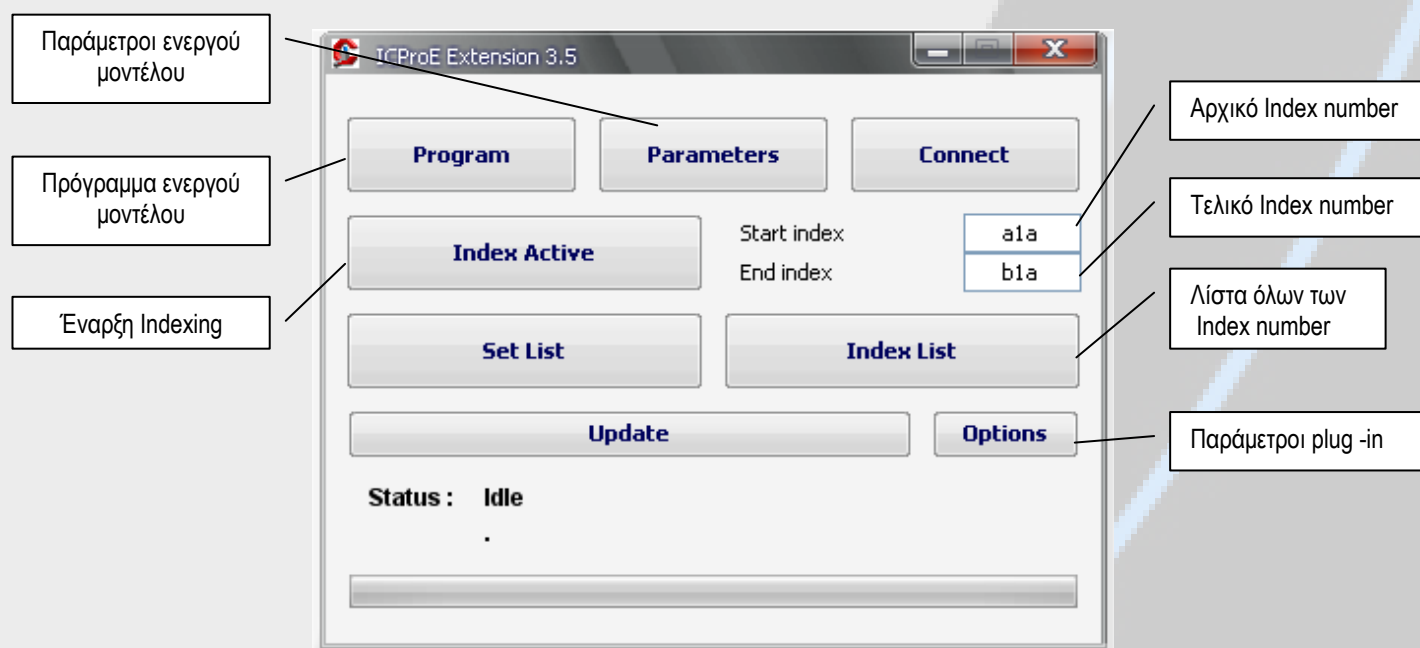 Παράμετροι ενεργού
μοντέλου
ICProE Extension 3.5
Αρχικό Index number
Program
Parameters
Connect
Πρόγραμμα ενεργού
μοντέλου
Τελικό Index number
Start index
a1a
Index Active
End index
b1a
Έναρξη Indexing
Λίστα όλων των
Index number
Set List
Index List
Update
Options
Παράμετροι plug -in
Status : Idle
.